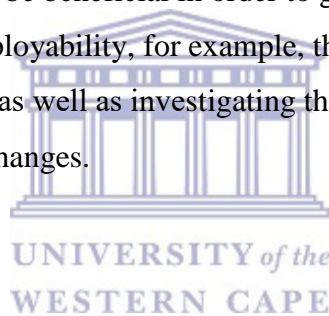 be beneficial in order to g
ployability, for example, th
as well as investigating th
hanges.
UNIVERSITY of the
WESTERN CAPE